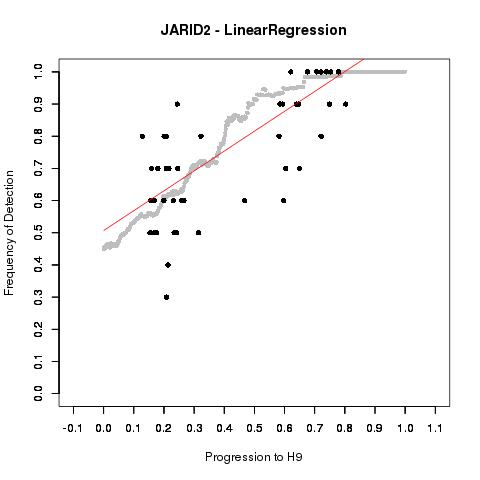 JARID2 - LinearRegression
Frequency of Detection
1.0
0.9
0.8
0.7
0.6
0.5
0.4
0.3
0.2
0.1
0.0
-0.1 0.0 0.1 0.2 0.3 0.4 0.5 0.6 0.7 0.8 0.9 1.0 1.1
Progression to H9